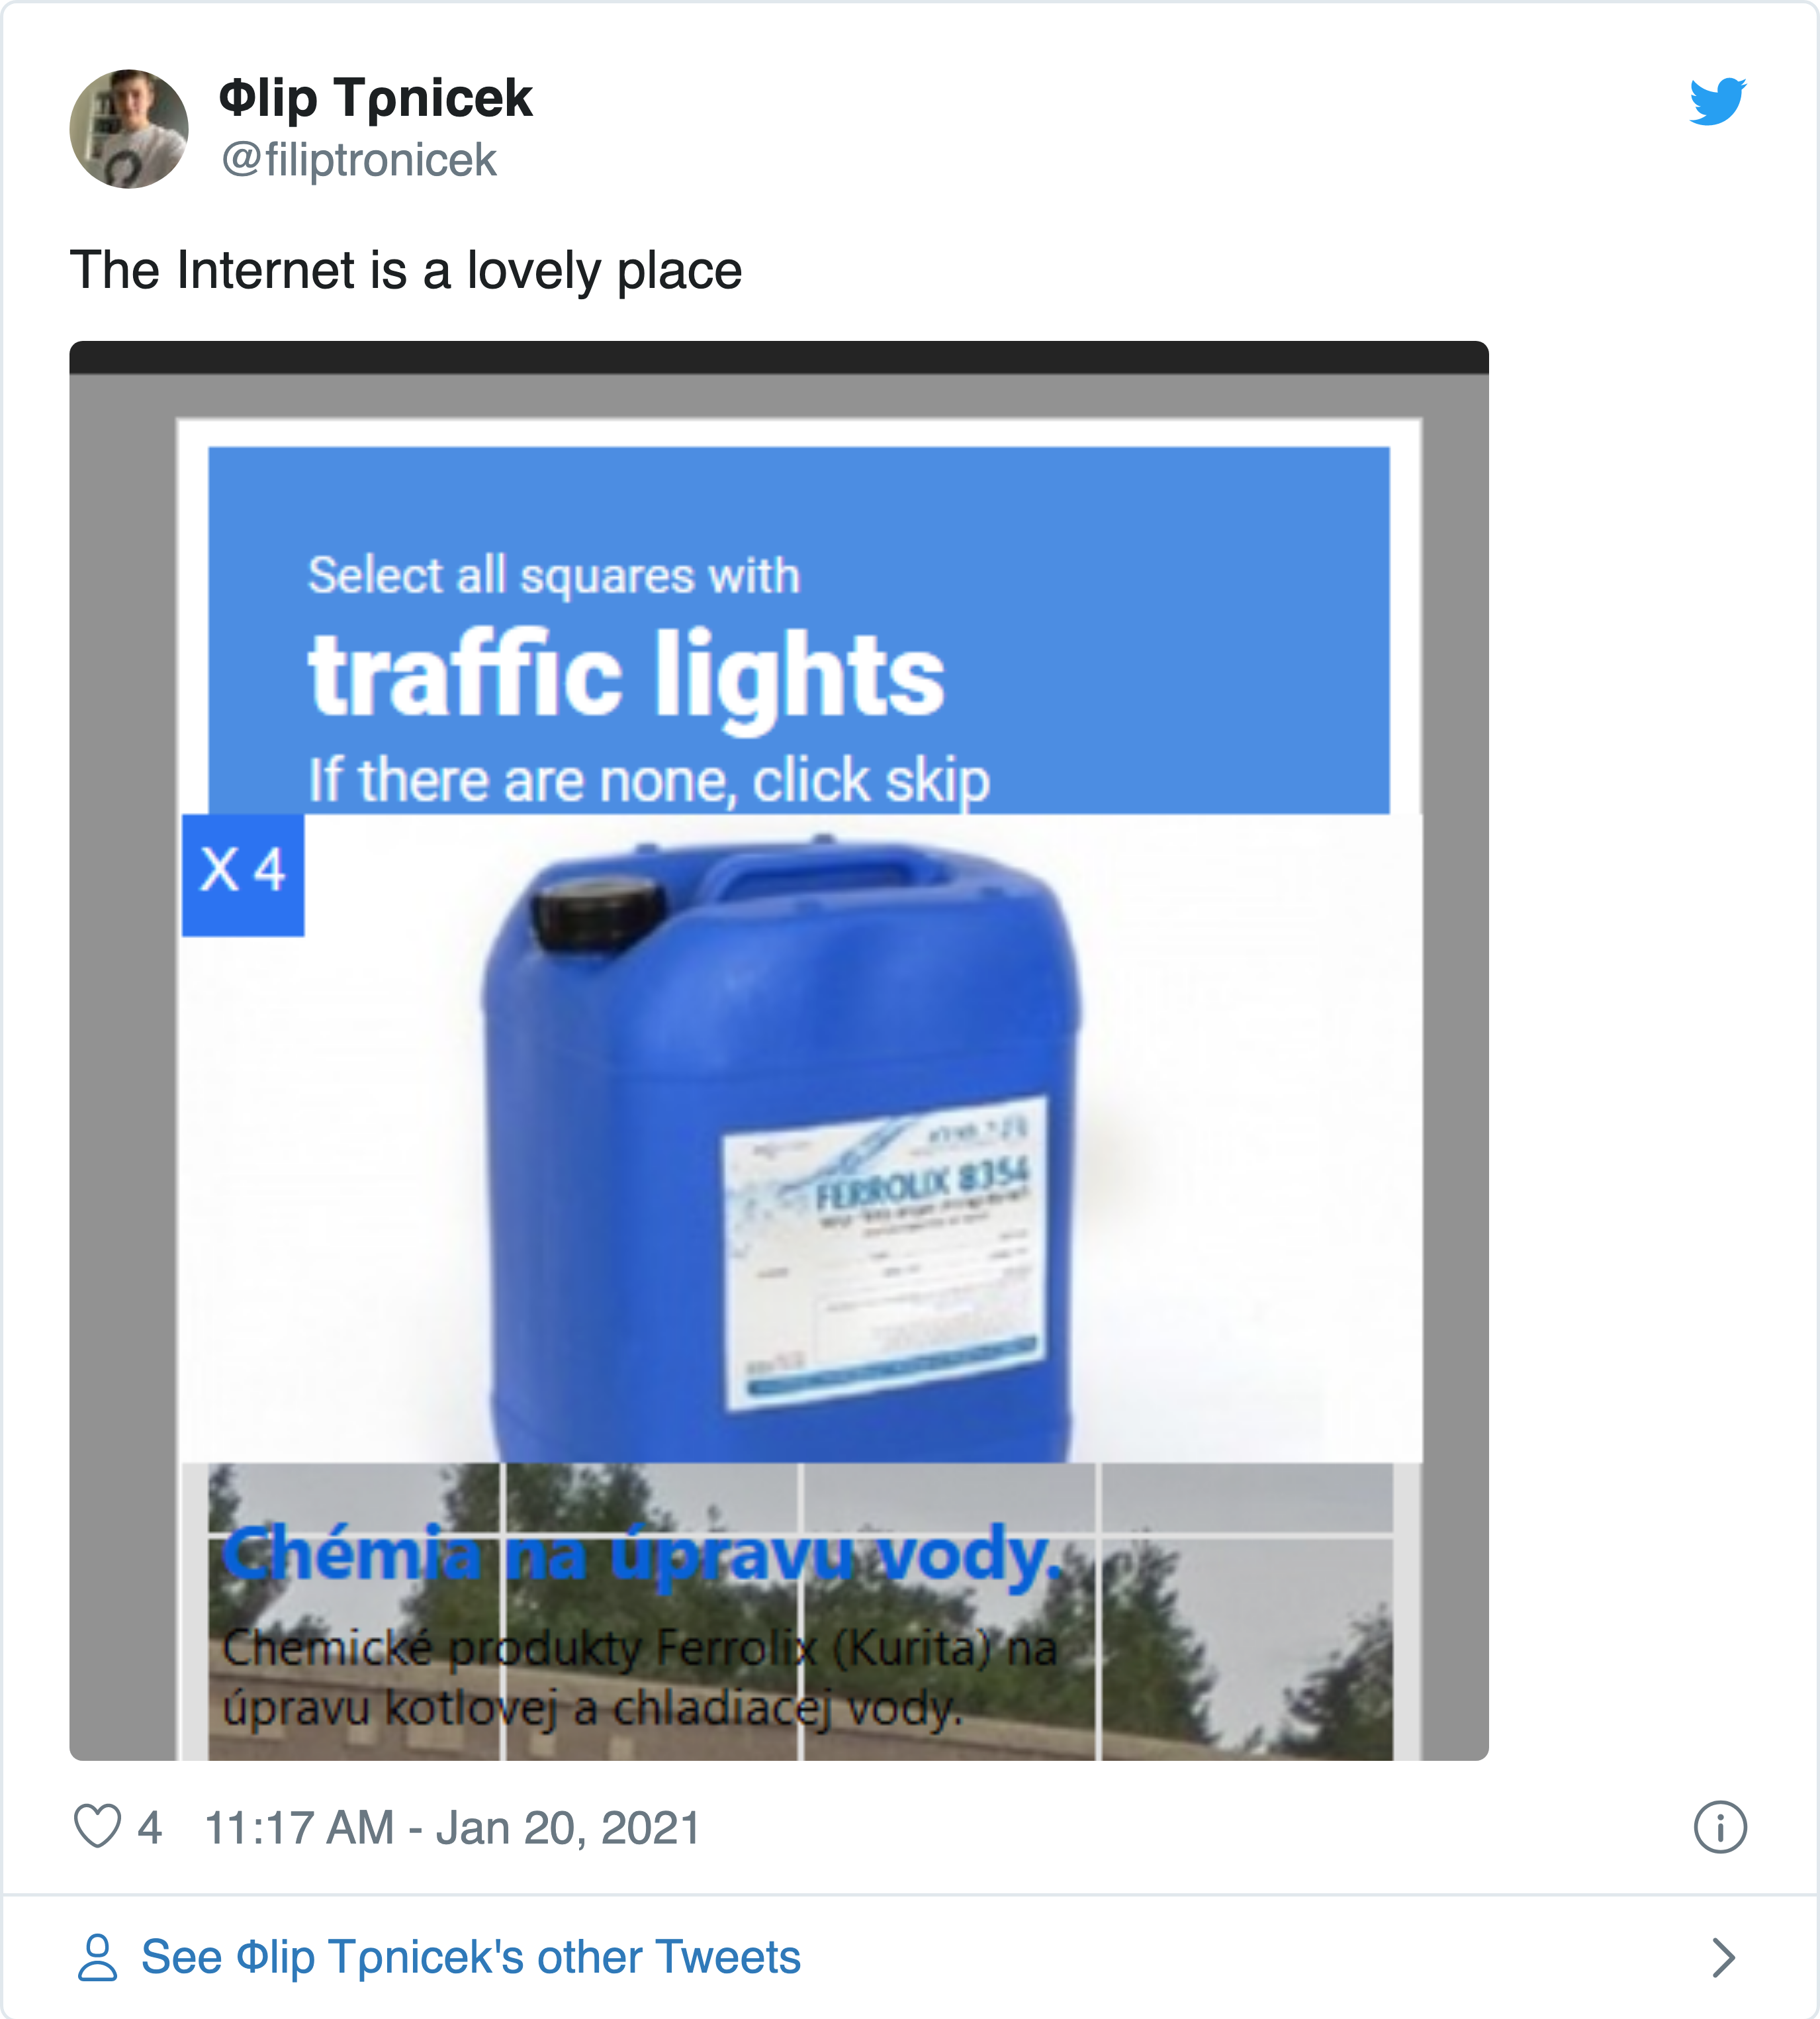 Φlip Tρnicek
@filiptronicek
The Internet is a lovely place
Select all squares with
traffic lights
If there are none, click skip
X 4
FERROLIX 8354
Chémia na úpravu vody.
Chemické produkty Ferrolix (Kurita) na
úpravu kotlovej a chladiacej vody.
4 11:17 AM - Jan 20, 2021
See Φlip Tρnicek's other Tweets